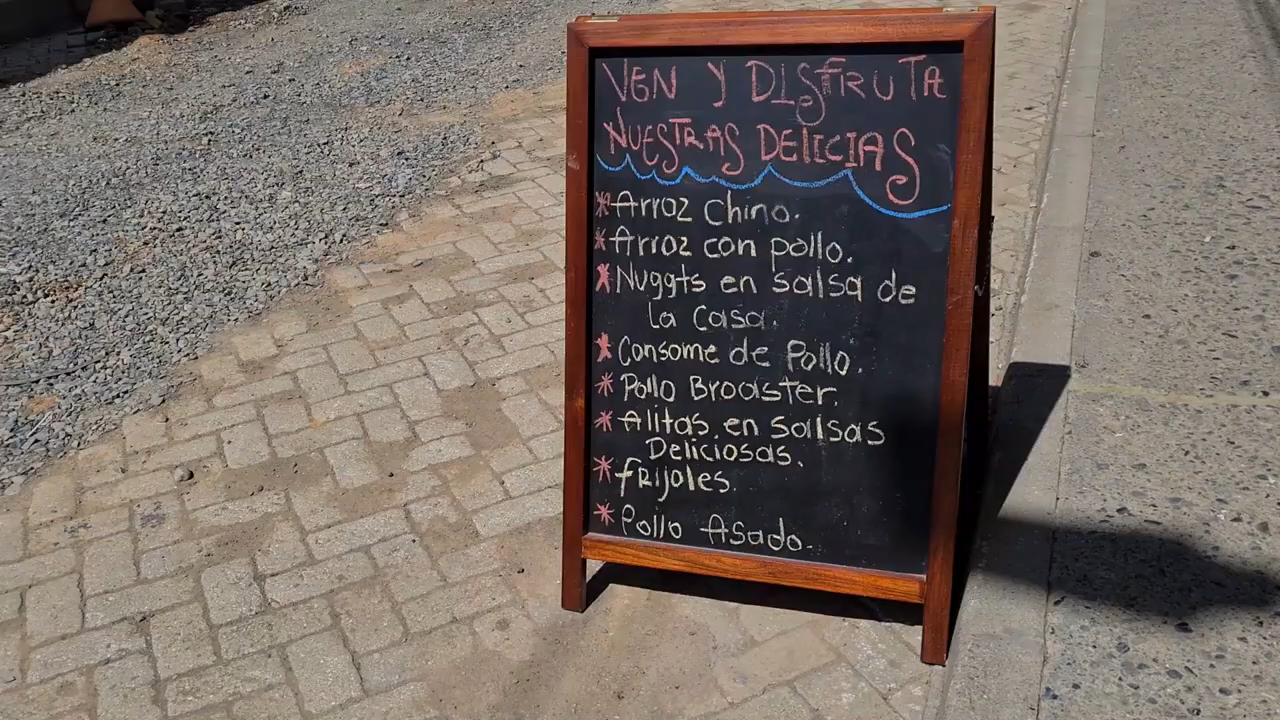 VEN Y DISFRUTA
NUESTRAS DELICIAS
* Arroz Chino.
* Arroz con pollo.
* Nuggts en salsa de
la Casa.
* Consome de Pollo.
* Pollo Brooaster.
* Alitas en salsas
Deliciosas.
* frijoles.
* Pollo Asado.